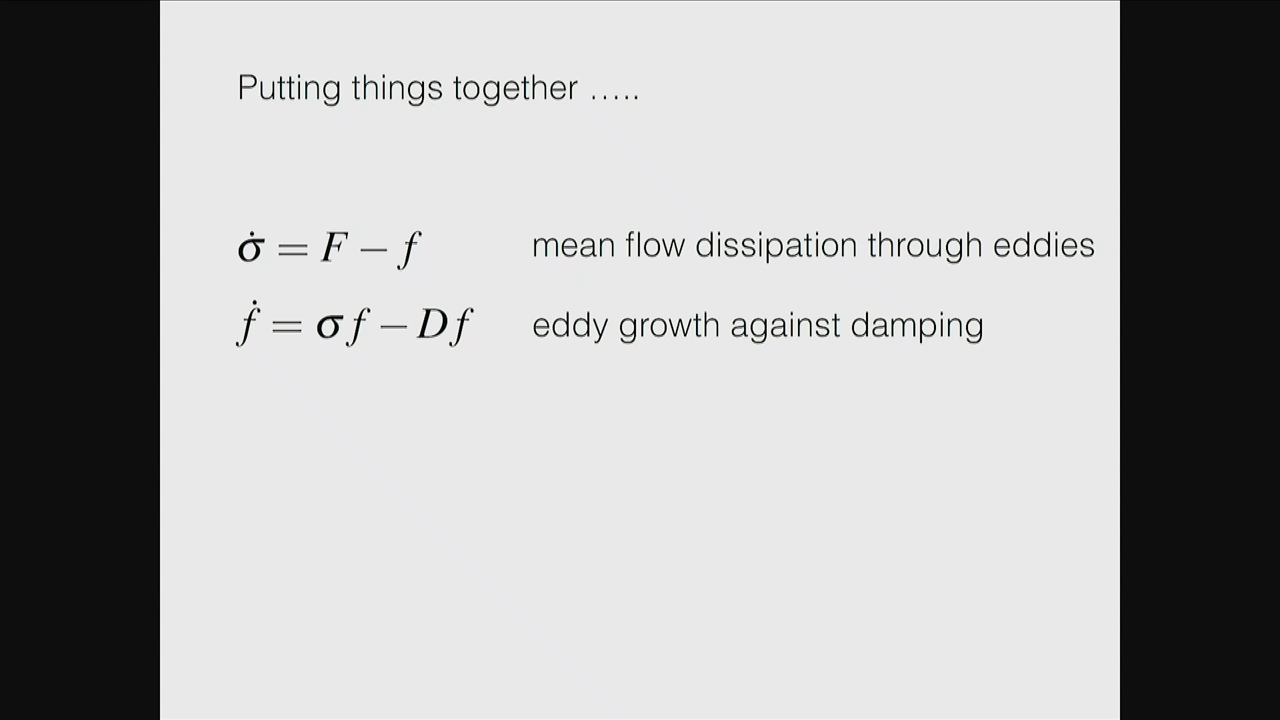 Putting things together .....
σ̇ = F − f mean flow dissipation through eddies
ḟ = σf − Df eddy growth against damping